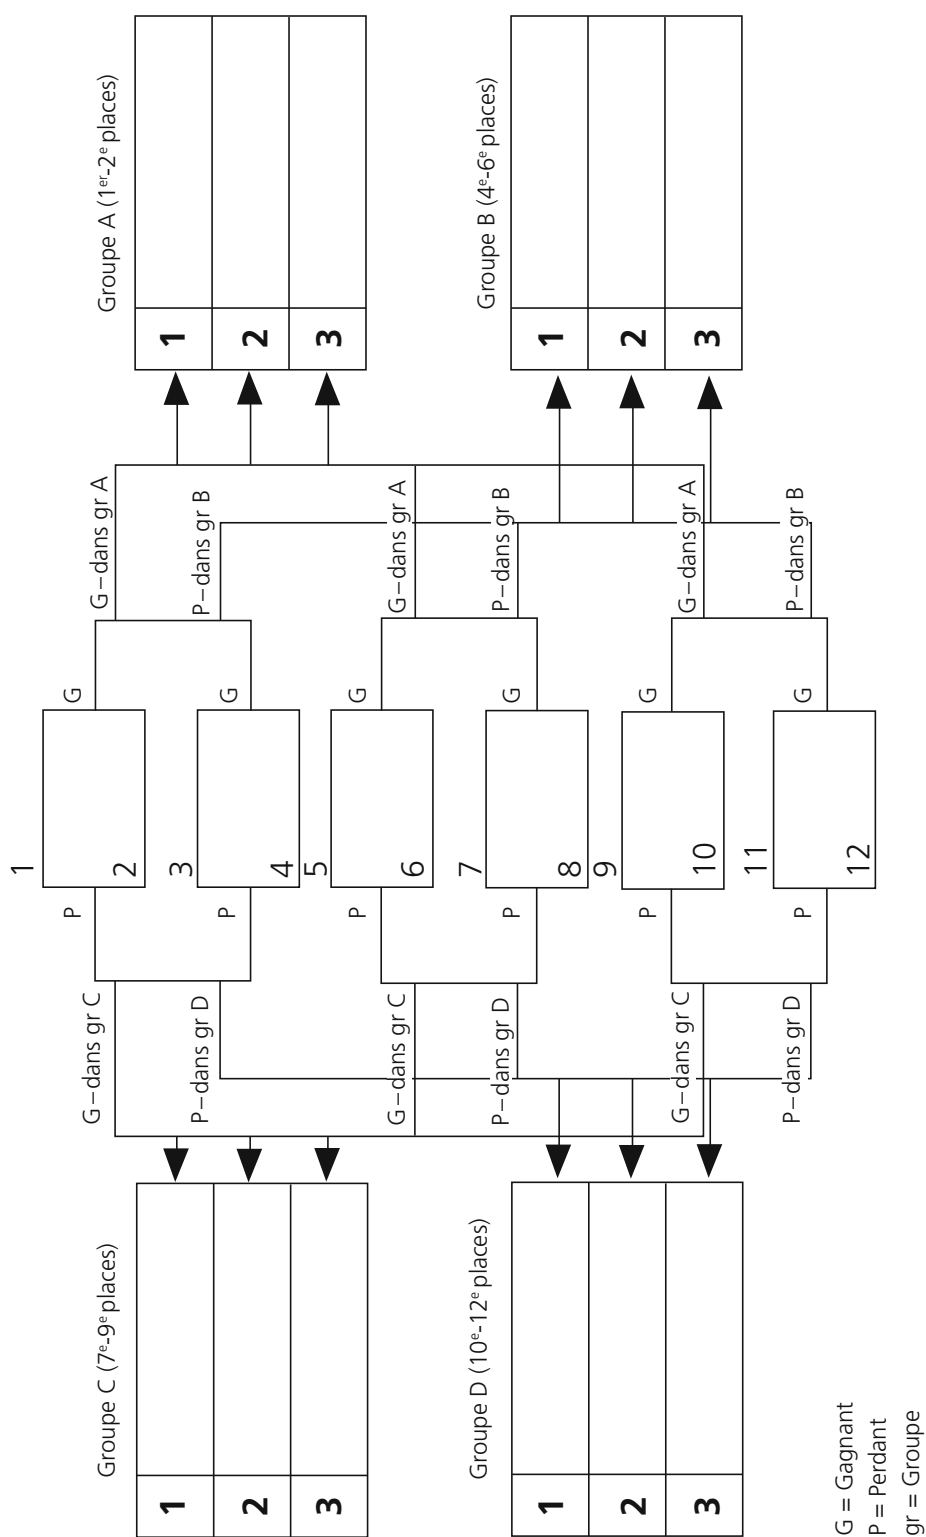 1
P
G
G–dans gr C
G–dans gr A
Groupe C (7e-9e places)
Groupe A (1er-2e places)
2
1
1
3
P–dans gr D
P–dans gr B
P
G
2
2
4
5
3
3
P
G
G–dans gr C
G–dans gr A
6
7
Groupe D (10e-12e places)
Groupe B (4e-6e places)
P–dans gr D
P–dans gr B
P
G
1
1
8
9
2
2
P
G
G–dans gr C
G–dans gr A
10
3
3
11
P–dans gr D
P–dans gr B
P
G
12
G = Gagnant
P = Perdant
gr = Groupe